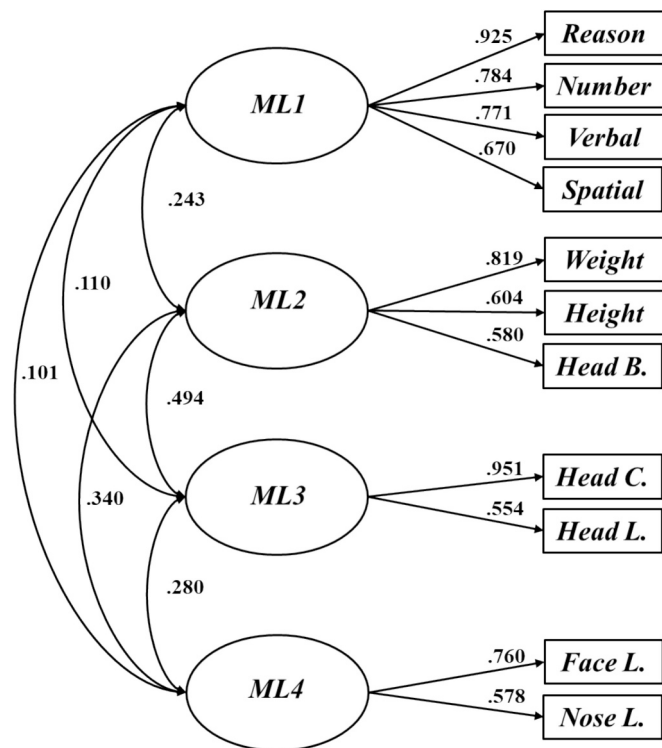 .925
Reason
.784
Number
ML1
.771
Verbal
.670
Spatial
.243
.819
Weight
.110
ML2
.604
Height
.580
Head B.
.101
.494
.951
Head C.
.340
ML3
.554
Head L.
.280
.760
Face L.
ML4
.578
Nose L.